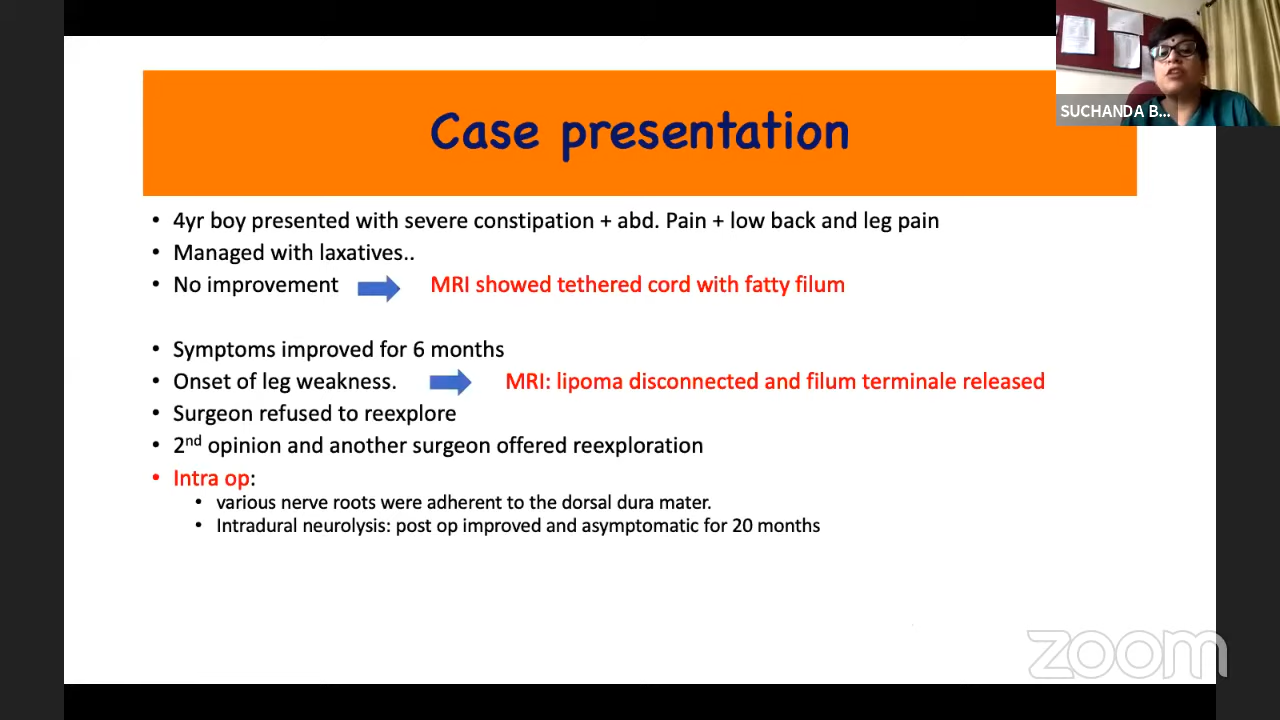 SUCHANDA B...
Case presentation
• 4yr boy presented with severe constipation + abd. Pain + low back and leg pain
• Managed with laxatives..
• No improvement MRI showed tethered cord with fatty filum
• Symptoms improved for 6 months
• Onset of leg weakness. MRI: lipoma disconnected and filum terminale released
• Surgeon refused to reexplore
• 2nd opinion and another surgeon offered reexploration
• Intra op:
• various nerve roots were adherent to the dorsal dura mater.
• Intradural neurolysis: post op improved and asymptomatic for 20 months
zoom